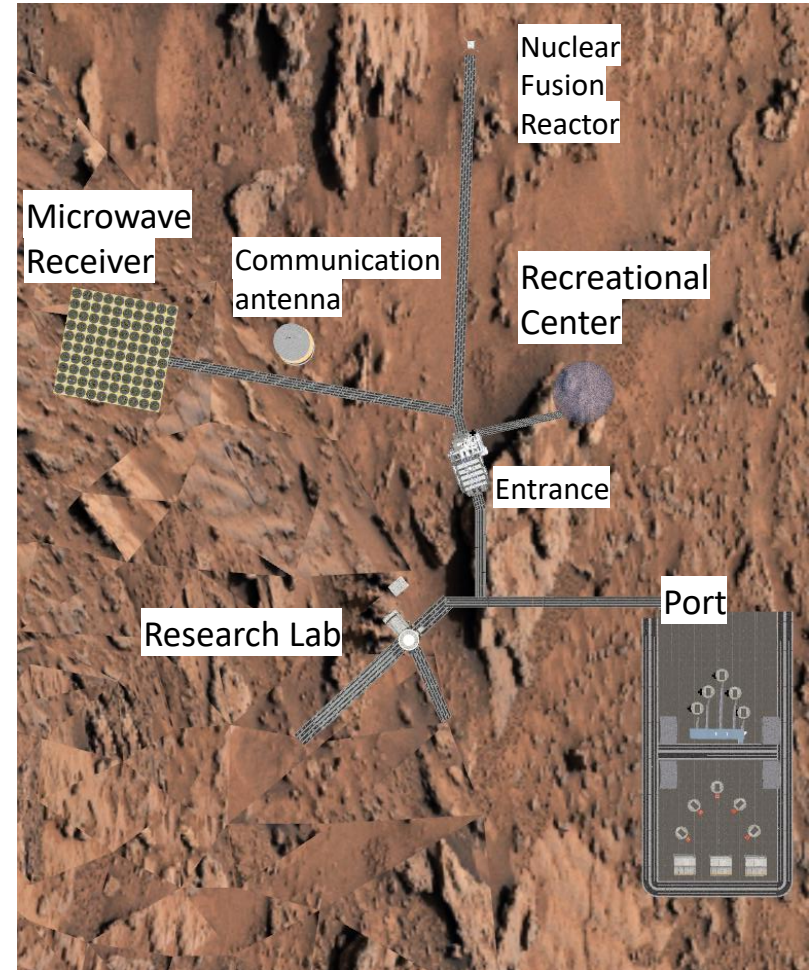 Nuclear
Fusion
Reactor
Microwave
Receiver
Communication
antenna
Recreational
Center
Entrance
Port
Research Lab